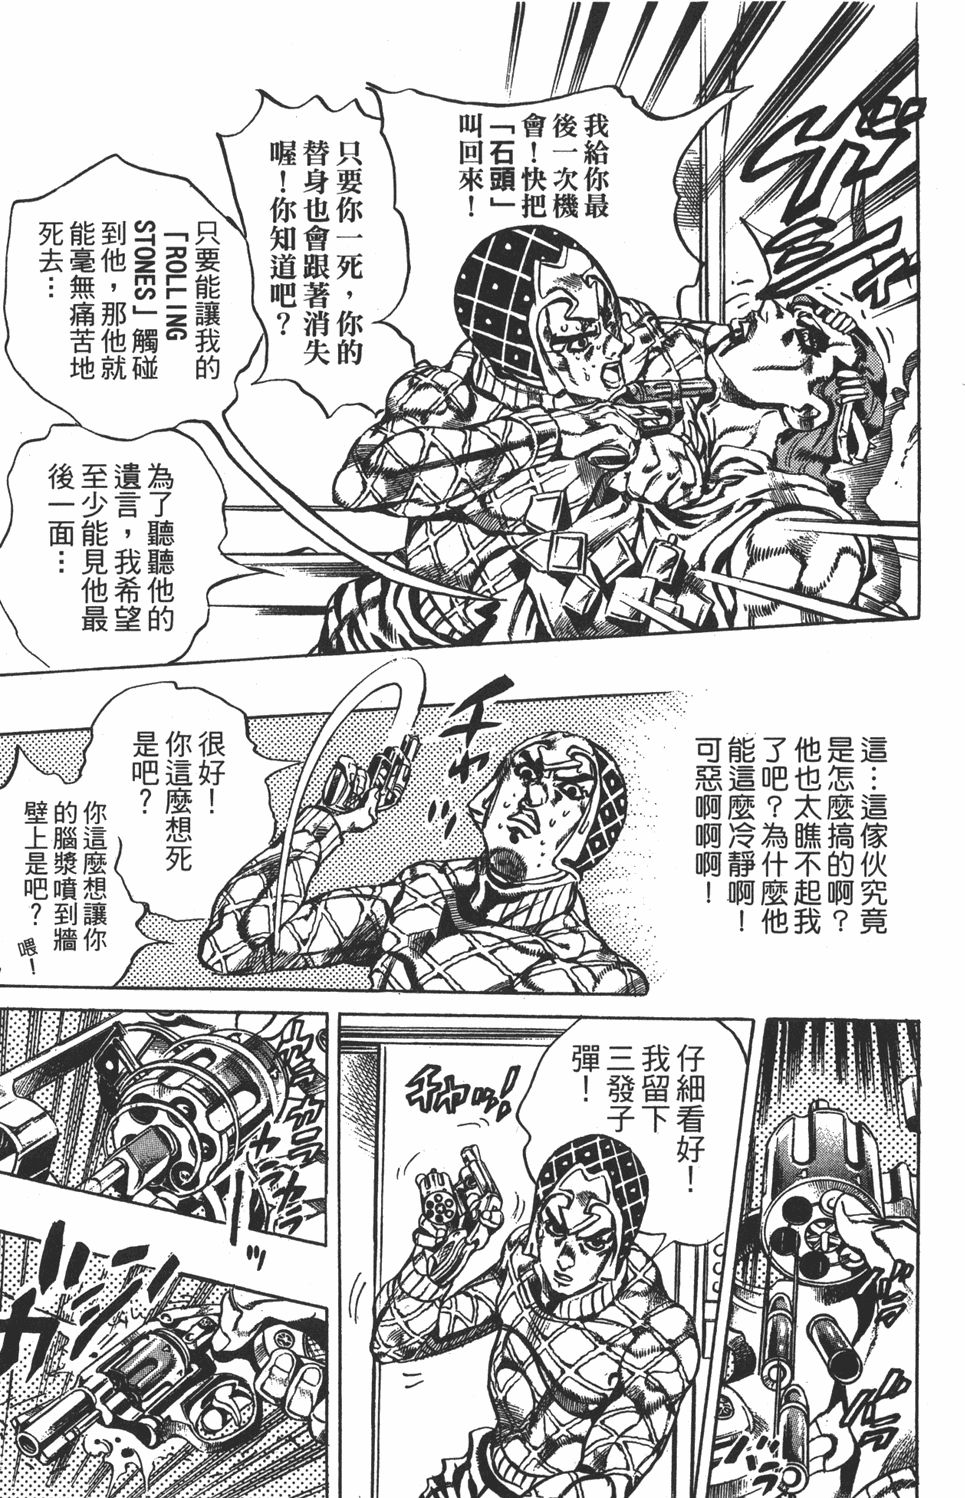 我給你最
後一次機
會！快把
「石頭」
叫回來！
只要你一死，你的
替身也會跟著消失
喔！你知道吧？
只要能讓我的
「ROLLING
STONES」觸碰
到他，那他就
能毫無痛苦地
死去…
為了聽聽他的
遺言，我希望
至少能見他最
後一面…
這…這傢伙究竟
是怎麼搞的啊？
他也太瞧不起我
了吧？為什麼他
能這麼冷靜啊！
可惡啊啊啊！
チッ
很好！
你這麼想死
是吧？
你這麼想讓你
的腦漿噴到牆
壁上是吧？
喂！
仔細看好！
我留下
三發子
彈！
チャッ!!
ガ